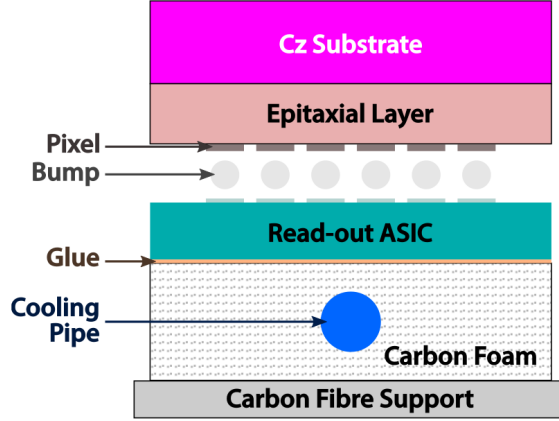 Cz Substrate
Epitaxial Layer
Pixel
Bump
Read-out ASIC
Glue
Cooling
Pipe
Carbon Foam
Carbon Fibre Support